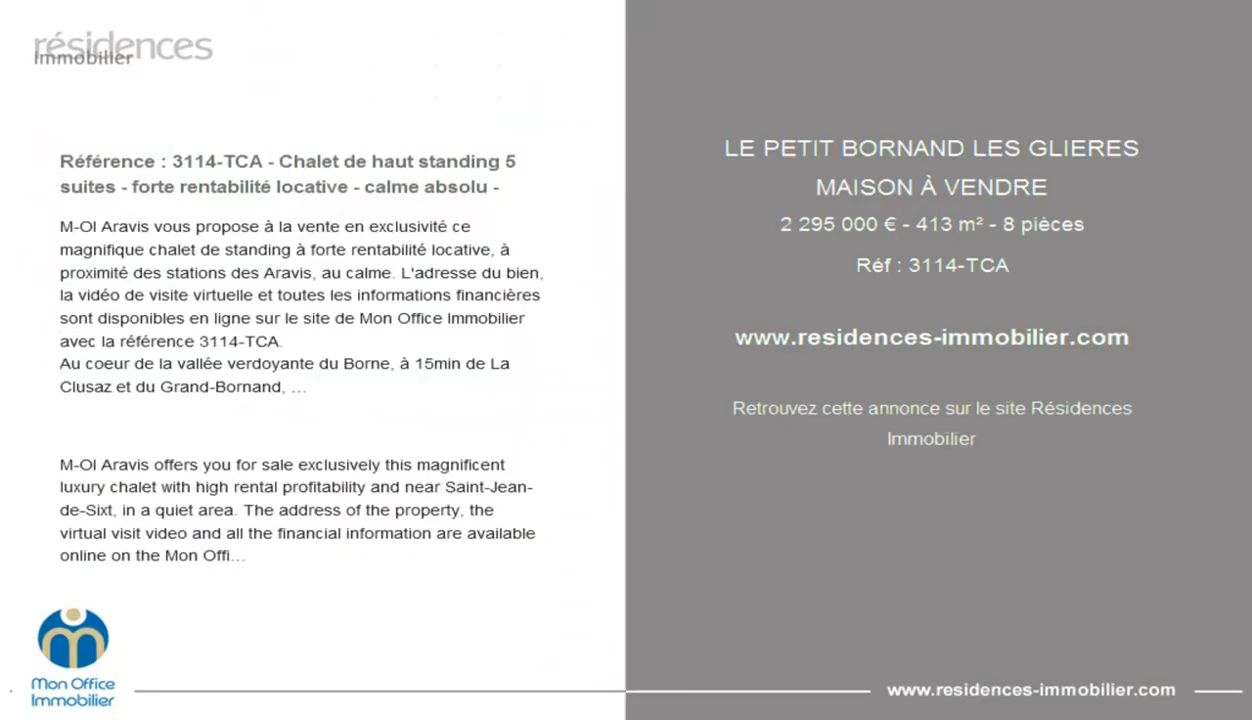 résidences
Immobilier
Référence : 3114-TCA - Chalet de haut standing 5
suites - forte rentabilité locative - calme absolu -
M-OI Aravis vous propose à la vente en exclusivité ce
magnifique chalet de standing à forte rentabilité locative, à
proximité des stations des Aravis, au calme. L'adresse du bien,
la vidéo de visite virtuelle et toutes les informations financières
sont disponibles en ligne sur le site de Mon Office Immobilier
avec la référence 3114-TCA.
Au coeur de la vallée verdoyante du Borne, à 15min de La
Clusaz et du Grand-Bornand, ...
M-OI Aravis offers you for sale exclusively this magnificent
luxury chalet with high rental profitability and near Saint-Jean-
de-Sixt, in a quiet area. The address of the property, the
virtual visit video and all the financial information are available
online on the Mon Offi...
Mon Office
Immobilier
LE PETIT BORNAND LES GLIERES
MAISON À VENDRE
2 295 000 € - 413 m² - 8 pièces
Réf : 3114-TCA
www.residences-immobilier.com
Retrouvez cette annonce sur le site Résidences
Immobilier
www.residences-immobilier.com